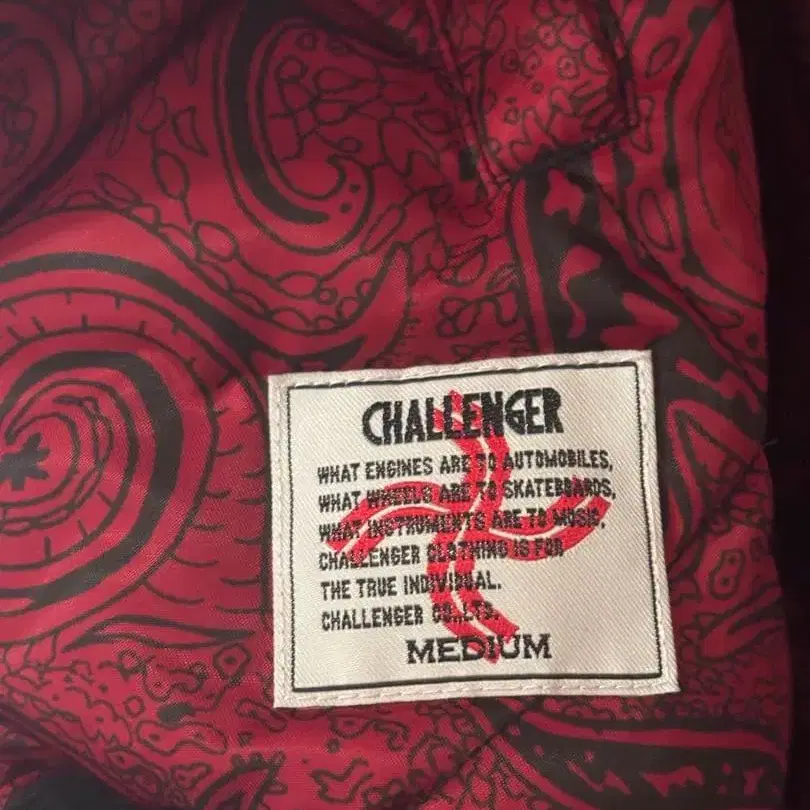 CHALLENGER
WHAT ENGINES ARE TO AUTOMOBILES,
WHAT WHEELS ARE TO SKATEBBARDS,
WHAT INSTRUMENTS ARE TO MUSIC,
CHALLENGER CLOTHING IS FOR
THE TRUE INDIVIDUAL.
CHALLENGER CO.,LTD.
MEDIUM